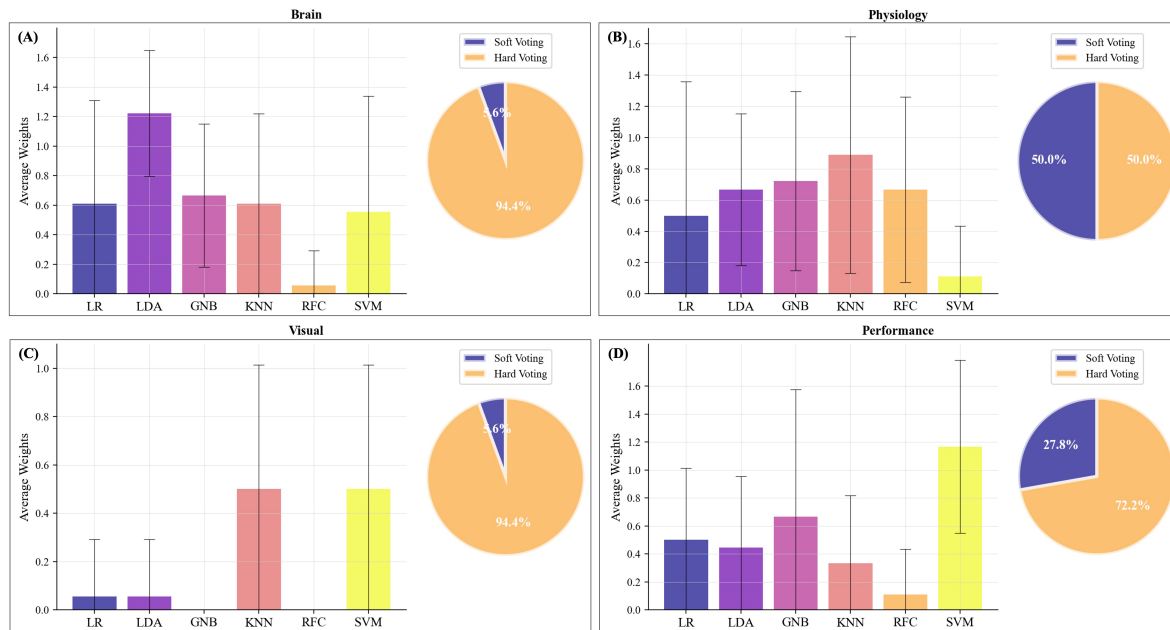 Brain
(A)
Average Weights
1.6
1.4
1.2
1.0
0.8
0.6
0.4
0.2
0.0
LR LDA GNB KNN RFC SVM
Soft Voting
Hard Voting
5.6%
94.4%
Physiology
(B)
Average Weights
1.6
1.4
1.2
1.0
0.8
0.6
0.4
0.2
0.0
LR LDA GNB KNN RFC SVM
Soft Voting
Hard Voting
50.0% 50.0%
Visual
(C)
Average Weights
1.0
0.8
0.6
0.4
0.2
0.0
LR LDA GNB KNN RFC SVM
Soft Voting
Hard Voting
5.6%
94.4%
Performance
(D)
Average Weights
1.6
1.4
1.2
1.0
0.8
0.6
0.4
0.2
0.0
LR LDA GNB KNN RFC SVM
Soft Voting
Hard Voting
27.8%
72.2%